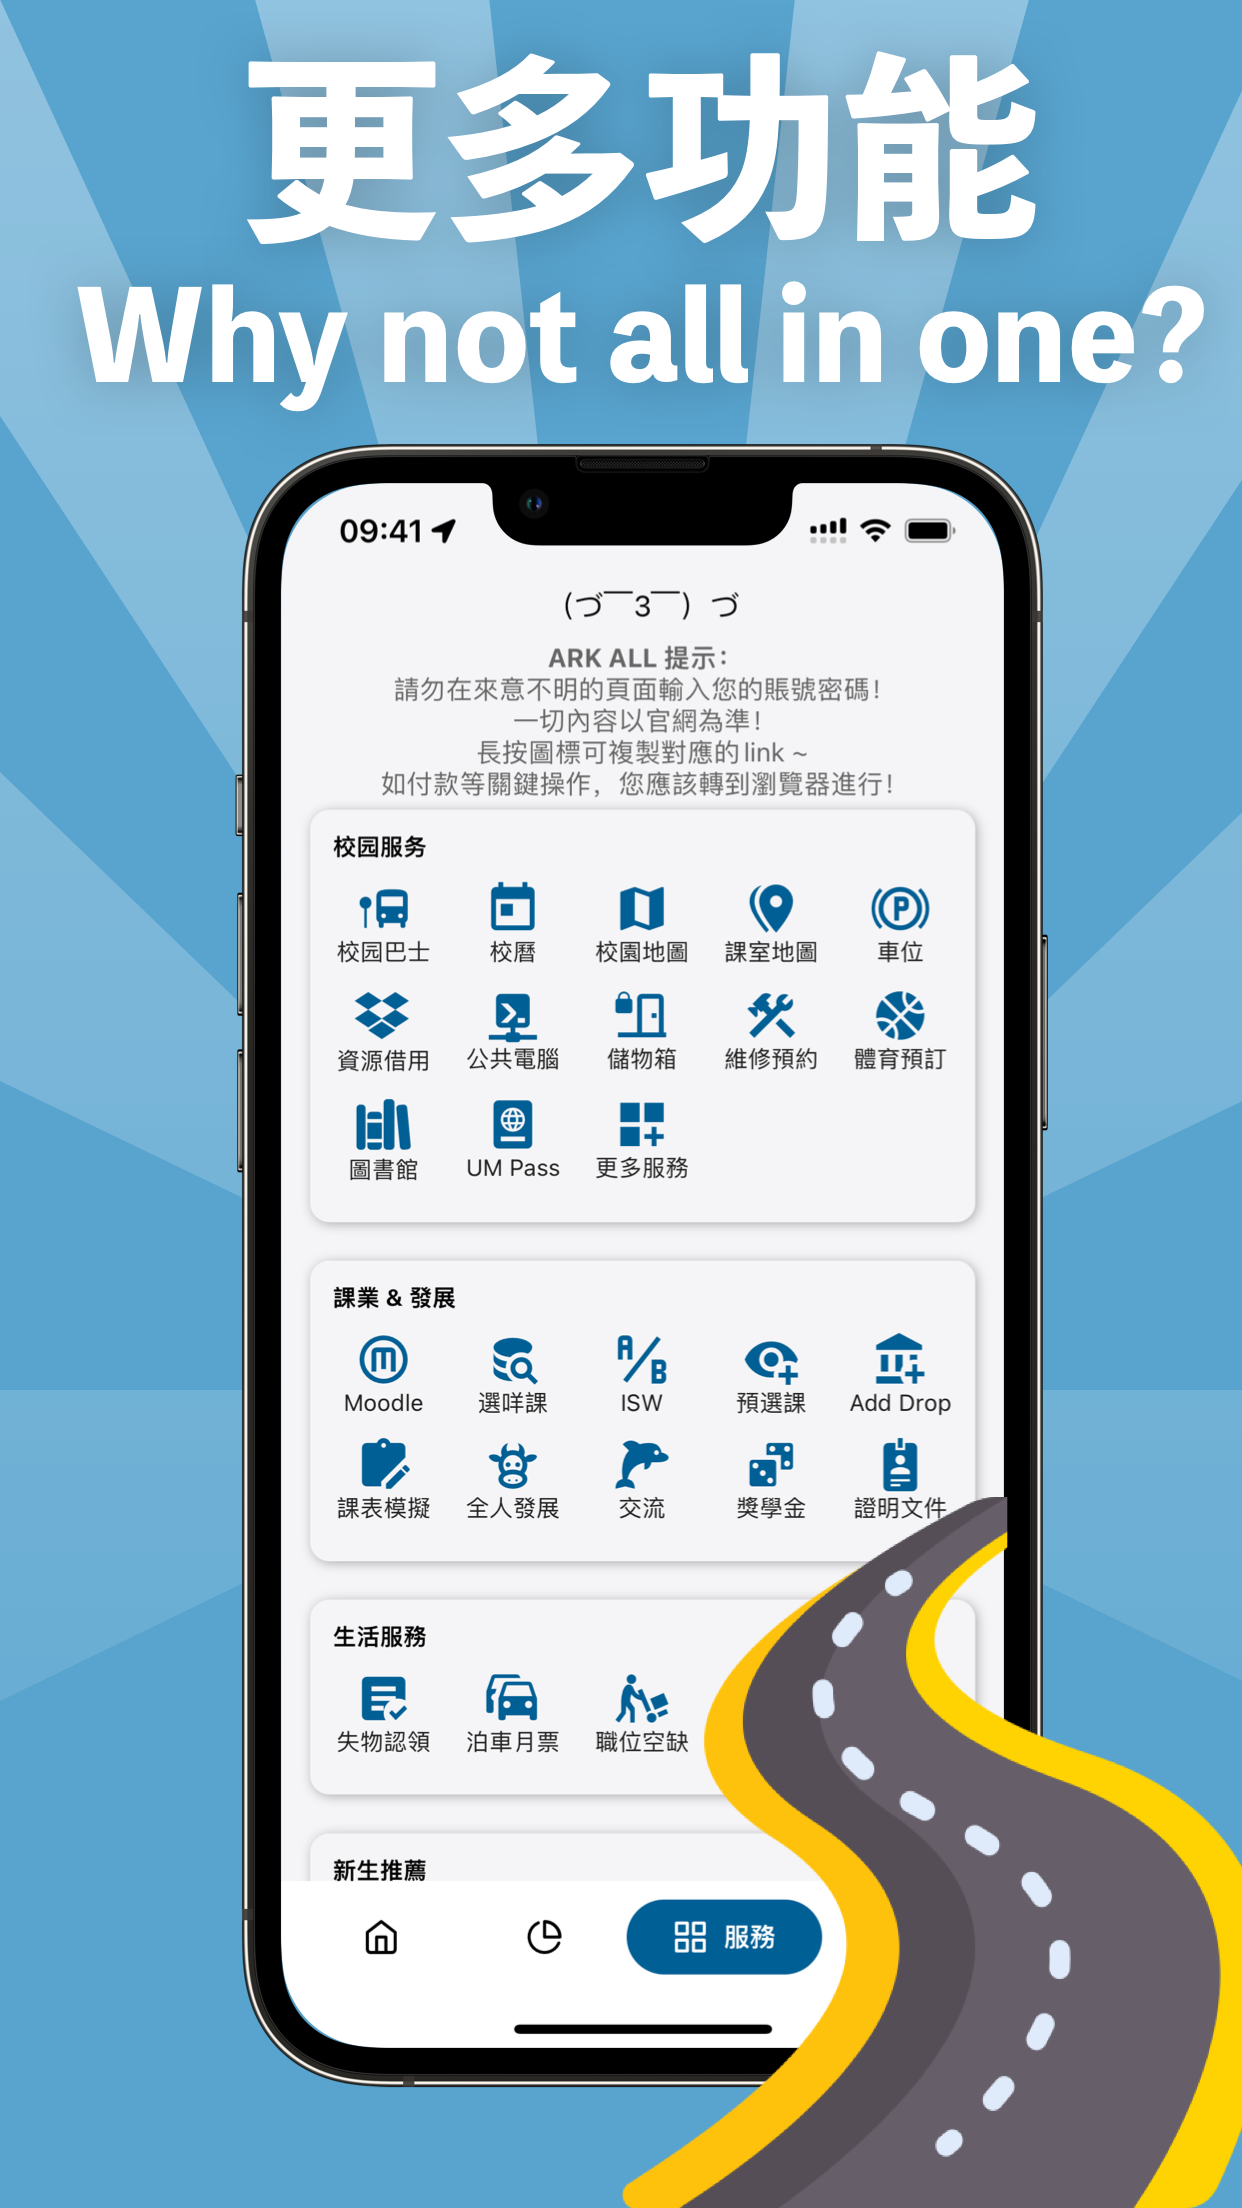 更多功能
Why not all in one?
09:41
(づ￣3￣) づ
ARK ALL 提示：
請勿在來意不明的頁面輸入您的賬號密碼！
一切內容以官網為準！
長按圖標可複製對應的link ~
如付款等關鍵操作，您應該轉到瀏覽器進行！
校园服务
校园巴士 校曆 校園地圖 課室地圖 車位
資源借用 公共電腦 儲物箱 維修預約 體育預訂
圖書館 UM Pass 更多服務
課業 & 發展
Moodle 選咩課 ISW 預選課 Add Drop
課表模擬 全人發展 交流 獎學金 證明文件
生活服務
失物認領 泊車月票 職位空缺
新生推薦
服務